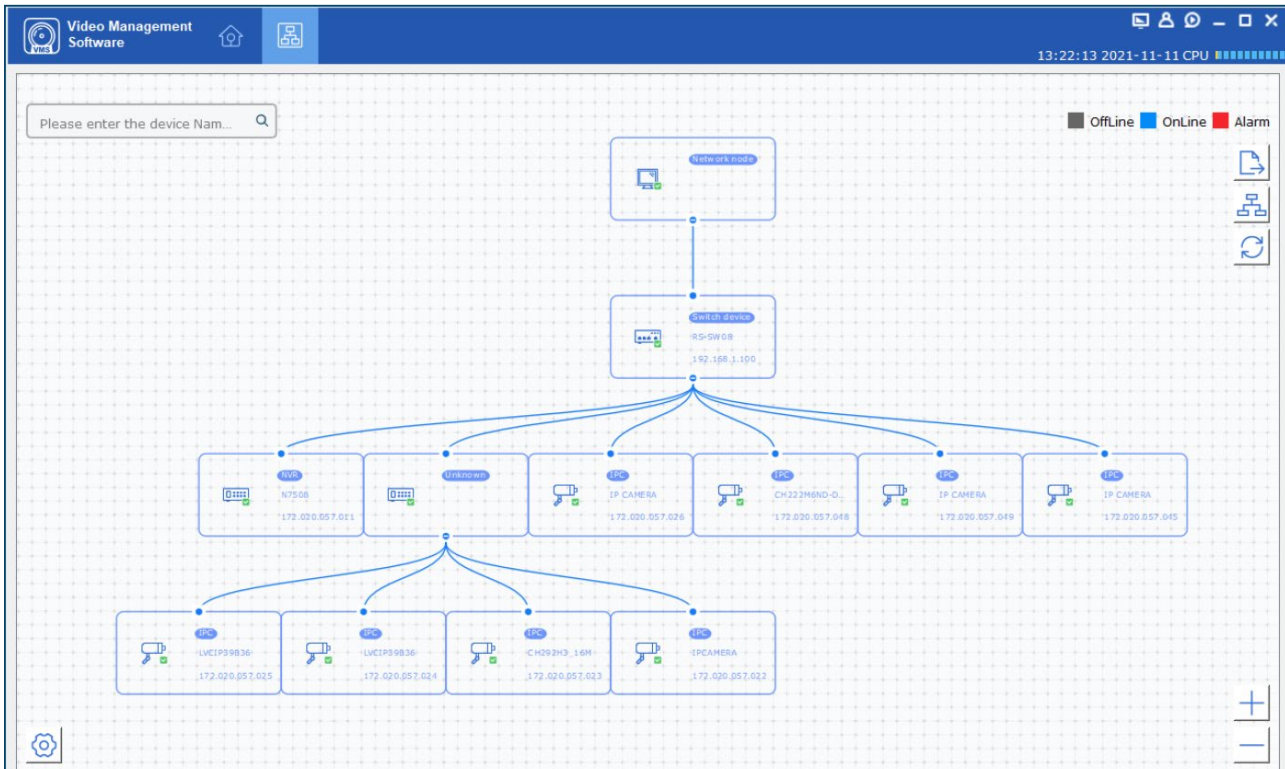 Video Management
Software
VMS
13:22:13 2021-11-11 CPU
Please enter the device Nam...
OffLine OnLine Alarm
Network node
Switch device
RS-SW08
192.168.1.100
NVR
N7508
172.020.057.011
Unknown
IPC
IP CAMERA
172.020.057.026
IPC
CH222M6ND-D...
172.020.057.048
IPC
IP CAMERA
172.020.057.049
IPC
IP CAMERA
172.020.057.045
IPC
LVCIP39B36
172.020.057.025
IPC
LVCIP39B36
172.020.057.024
IPC
CH292H3_16M
172.020.057.023
IPC
IPCAMERA
172.020.057.022